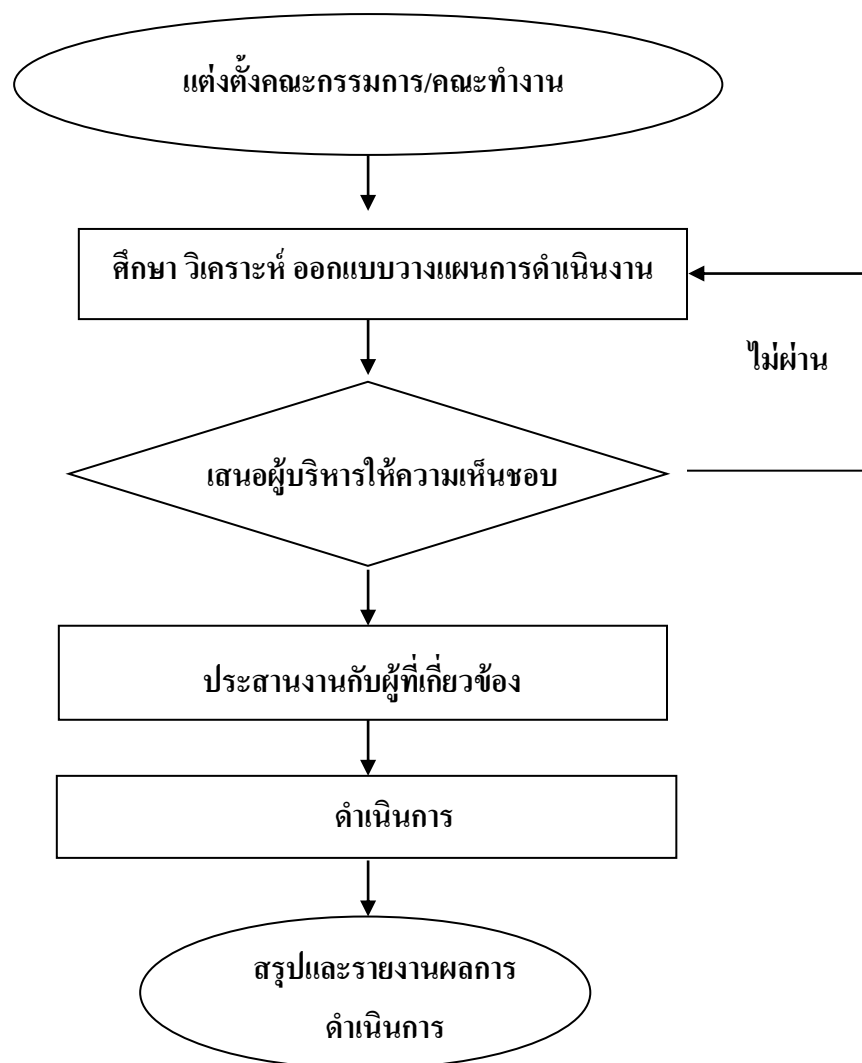 แต่งตั้งคณะกรรมการ/คณะทำงาน
ศึกษา วิเคราะห์ ออกแบบวางแผนการดำเนินงาน
ไม่ผ่าน
เสนอผู้บริหารให้ความเห็นชอบ
ประสานงานกับผู้ที่เกี่ยวข้อง
ดำเนินการ
สรุปและรายงานผลการ
ดำเนินการ